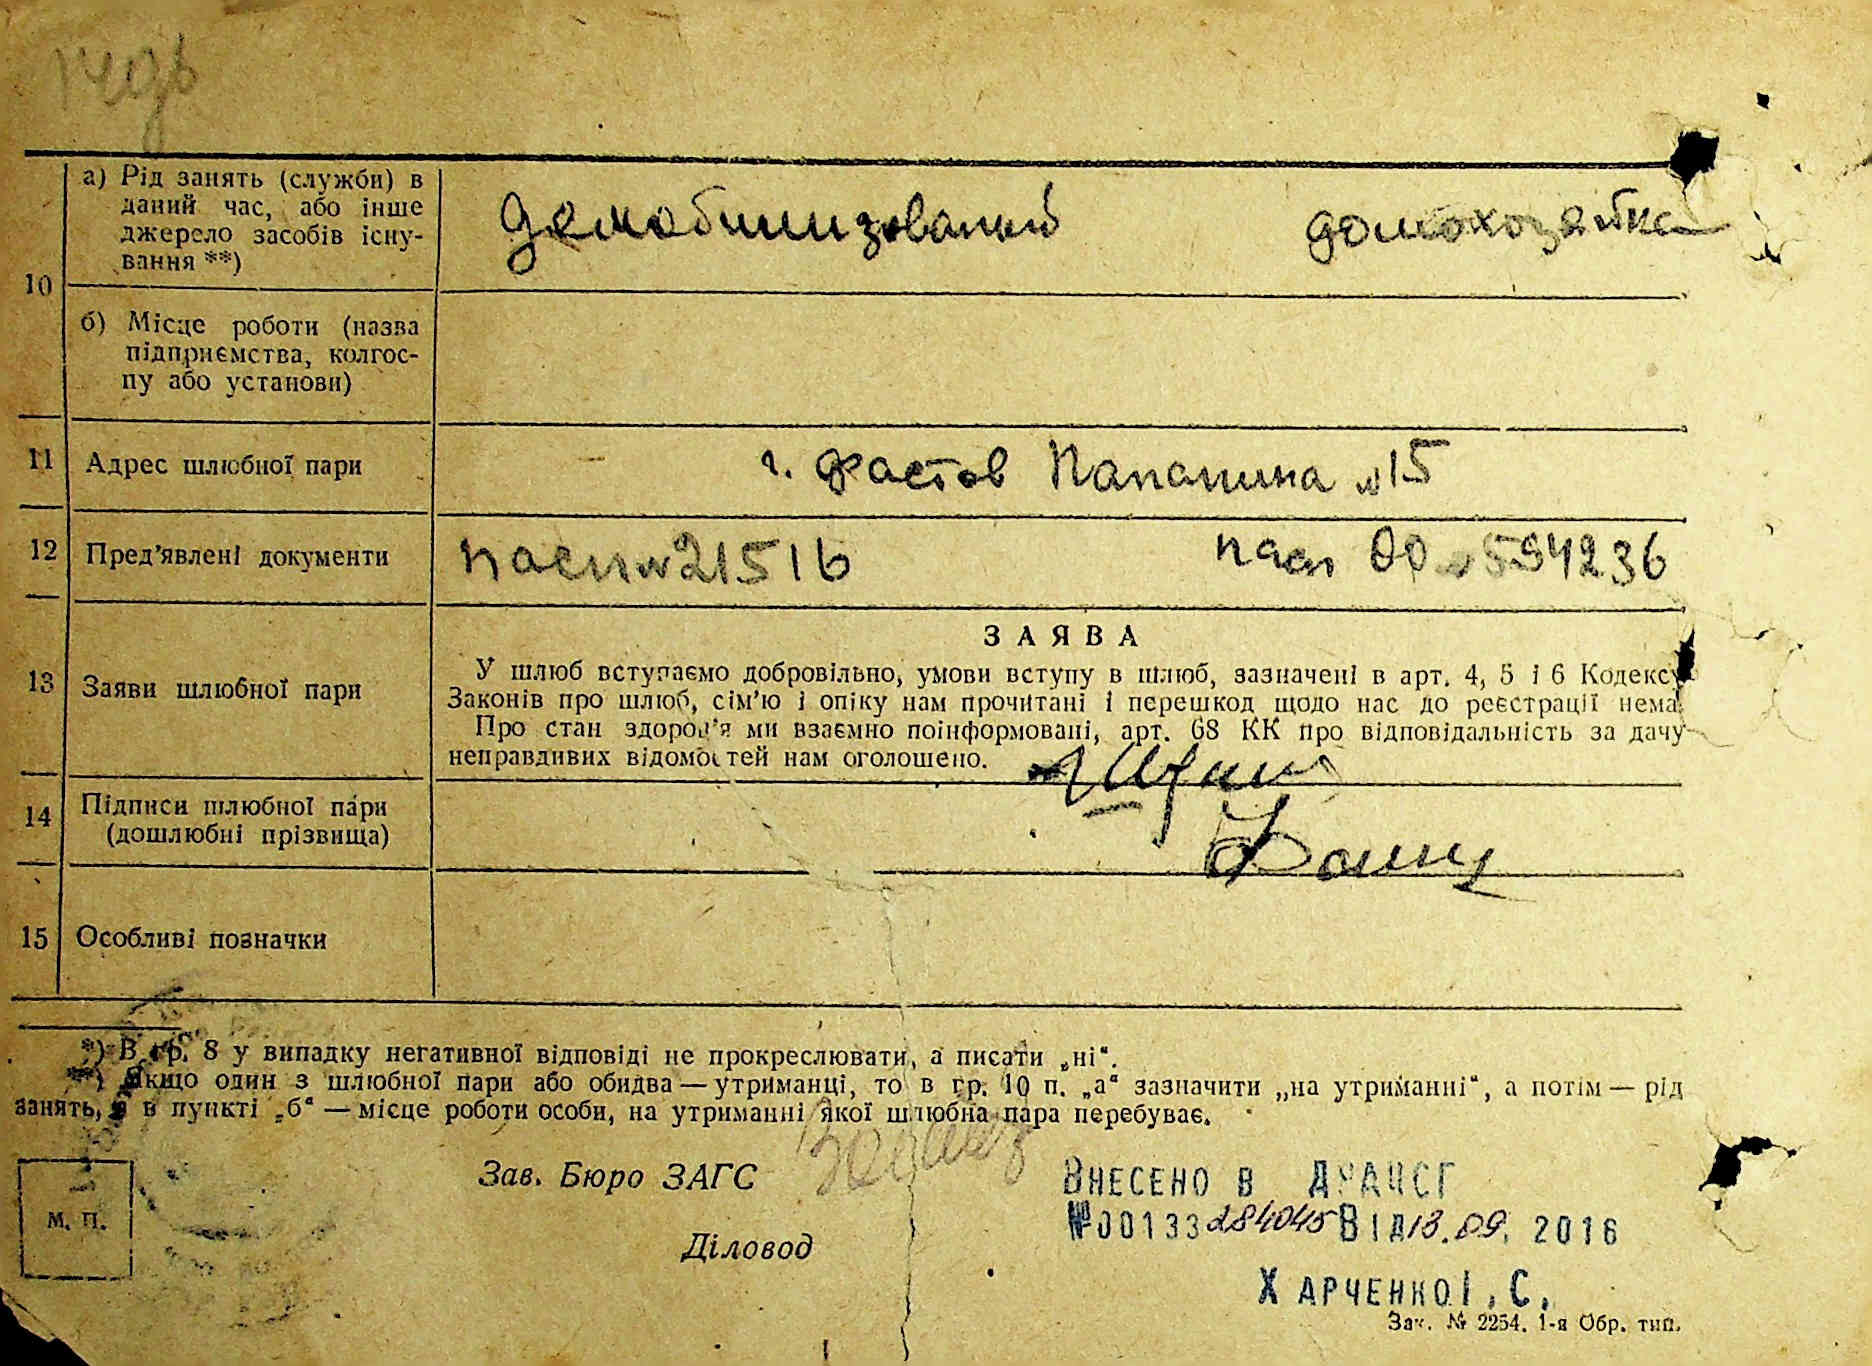 а) Рід занять (служби) в
даний час, або інше
джерело засобів існу-
вання **)
демобилизованый домохозяйка
10
б) Місце роботи (назва
підприємства, колгос-
пу або установи)
11 Адрес шлюбної пари г. Фастов Папанина №15
12 Пред’явлені документи пасп №21516 пасп ОО №594236
ЗАЯВА
13 Заяви шлюбної пари
У шлюб вступаємо добровільно, умови вступу в шлюб, зазначені в арт. 4, 5 і 6 Кодексу
Законів про шлюб, сім’ю і опіку нам прочитані і перешкод щодо нас до реєстрації нема.
Про стан здоров’я ми взаємно поінформовані, арт. 68 КК про відповідальність за дачу
неправдивих відомостей нам оголошено.
14 Підписи шлюбної пари
(дошлюбні прізвища)
15 Особливі позначки
*) В гр. 8 у випадку негативної відповіді не прокреслювати, а писати „ні“.
**) Якщо один з шлюбної пари або обидва — утриманці, то в гр. 10 п. „а“ зазначити „на утриманні“, а потім — рід
занять, а в пункті „б“ — місце роботи особи, на утриманні якої шлюбна пара перебуває.
Зав. Бюро ЗАГС
М. П.
Діловод
Внесено в ДРАЦСГ
№00133284045 Від 13.09. 2016
Харченко І. С.
Зак. № 2254. 1-я Обр. тип.